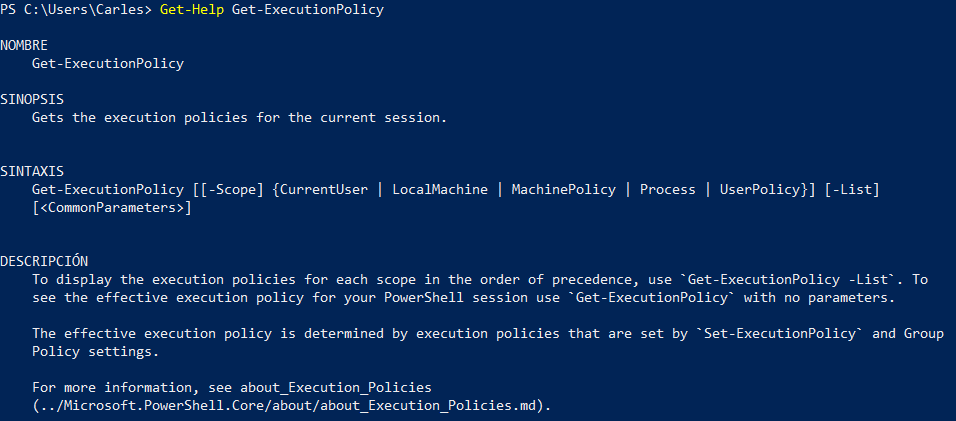 PS C:\Users\Carles> Get-Help Get-ExecutionPolicy
NOMBRE
Get-ExecutionPolicy
SINOPSIS
Gets the execution policies for the current session.
SINTAXIS
Get-ExecutionPolicy [[-Scope] {CurrentUser | LocalMachine | MachinePolicy | Process | UserPolicy}] [-List]
[<CommonParameters>]
DESCRIPCIÓN
To display the execution policies for each scope in the order of precedence, use `Get-ExecutionPolicy -List`. To
see the effective execution policy for your PowerShell session use `Get-ExecutionPolicy` with no parameters.
The effective execution policy is determined by execution policies that are set by `Set-ExecutionPolicy` and Group
Policy settings.
For more information, see about_Execution_Policies
(../Microsoft.PowerShell.Core/about/about_Execution_Policies.md).